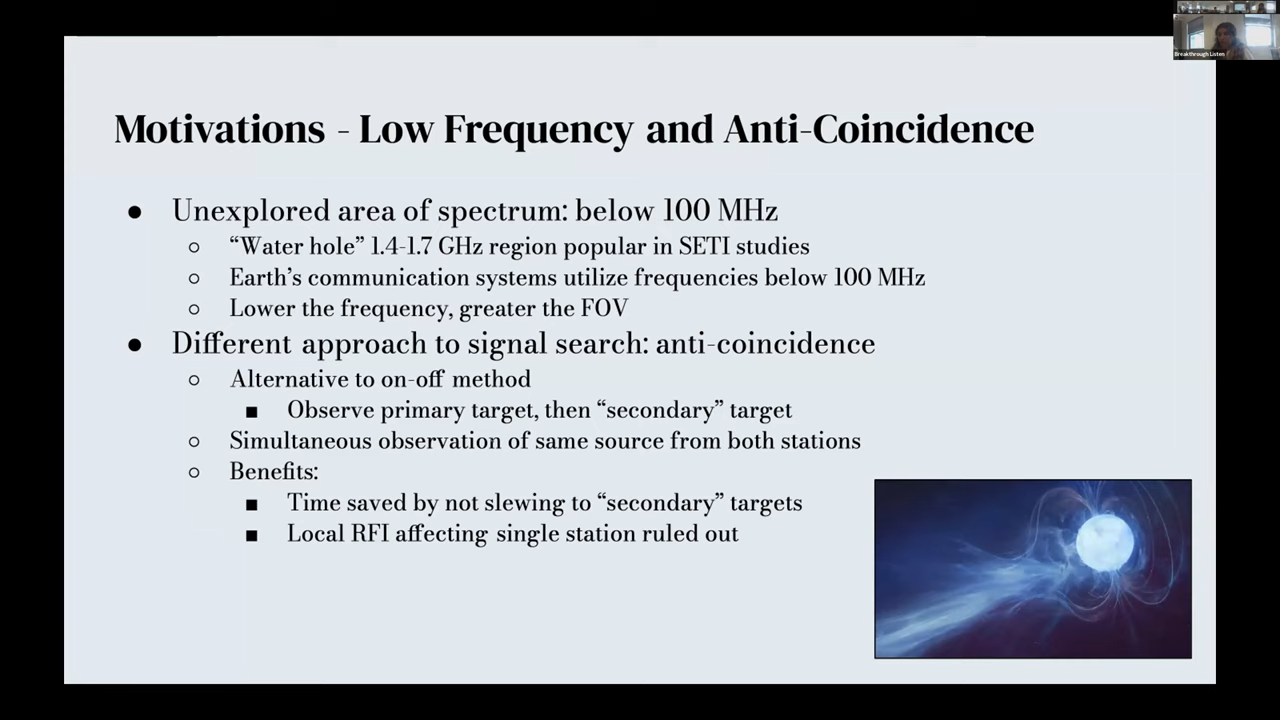 Breakthrough Listen
Motivations - Low Frequency and Anti-Coincidence
● Unexplored area of spectrum: below 100 MHz
○ “Water hole” 1.4-1.7 GHz region popular in SETI studies
○ Earth’s communication systems utilize frequencies below 100 MHz
○ Lower the frequency, greater the FOV
● Different approach to signal search: anti-coincidence
○ Alternative to on-off method
■ Observe primary target, then “secondary” target
○ Simultaneous observation of same source from both stations
○ Benefits:
■ Time saved by not slewing to “secondary” targets
■ Local RFI affecting single station ruled out